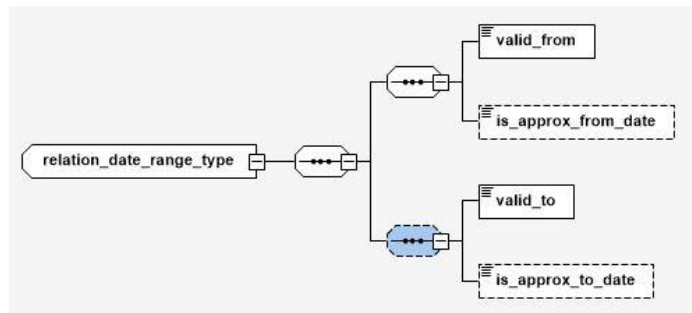 valid_from
is_approx_from_date
relation_date_range_type
valid_to
is_approx_to_date